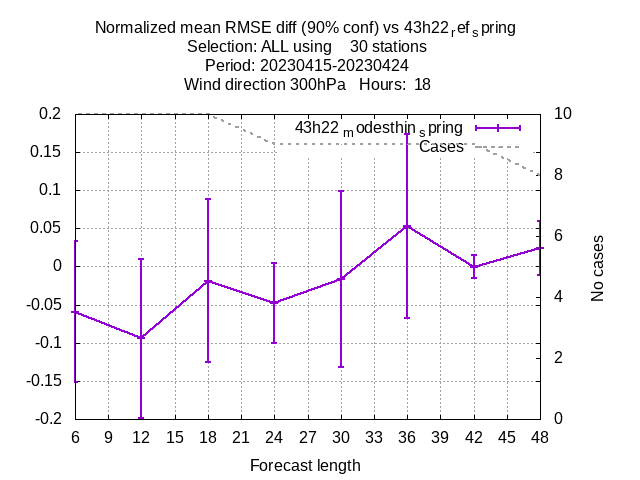 Normalized mean RMSE diff (90% conf) vs 43h22refspring
Selection: ALL using 30 stations
Period: 20230415-20230424
Wind direction 300hPa Hours: 18
0.2
0.15
0.1
0.05
0
-0.05
-0.1
-0.15
-0.2
43h22modesthinspring
Cases
10
8
6
4
2
0
No cases
6 9 12 15 18 21 24 27 30 33 36 39 42 45 48
Forecast length